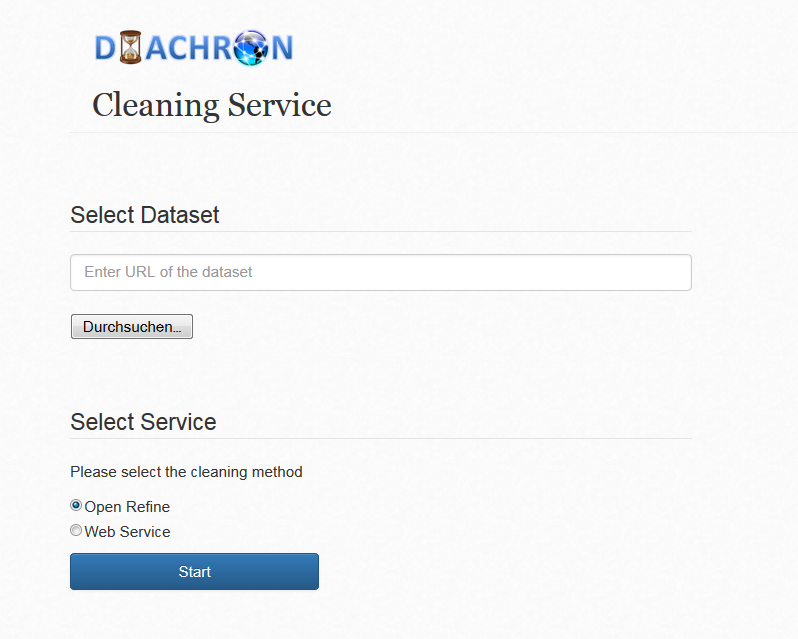 DIACHRON
Cleaning Service
Select Dataset
Enter URL of the dataset
Durchsuchen...
Select Service
Please select the cleaning method
Open Refine
Web Service
Start